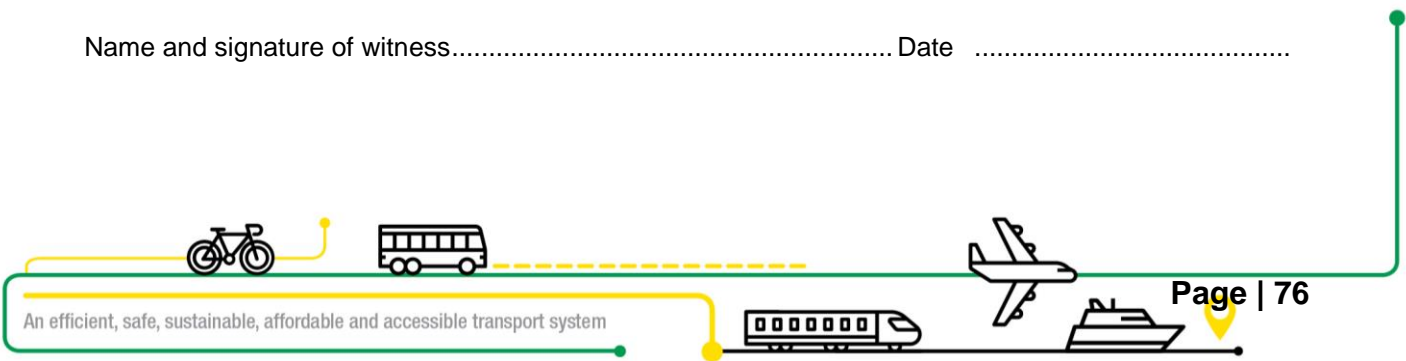 Name and signature of witness............................................................ Date ...........................................
Page | 76
An efficient, safe, sustainable, affordable and accessible transport system